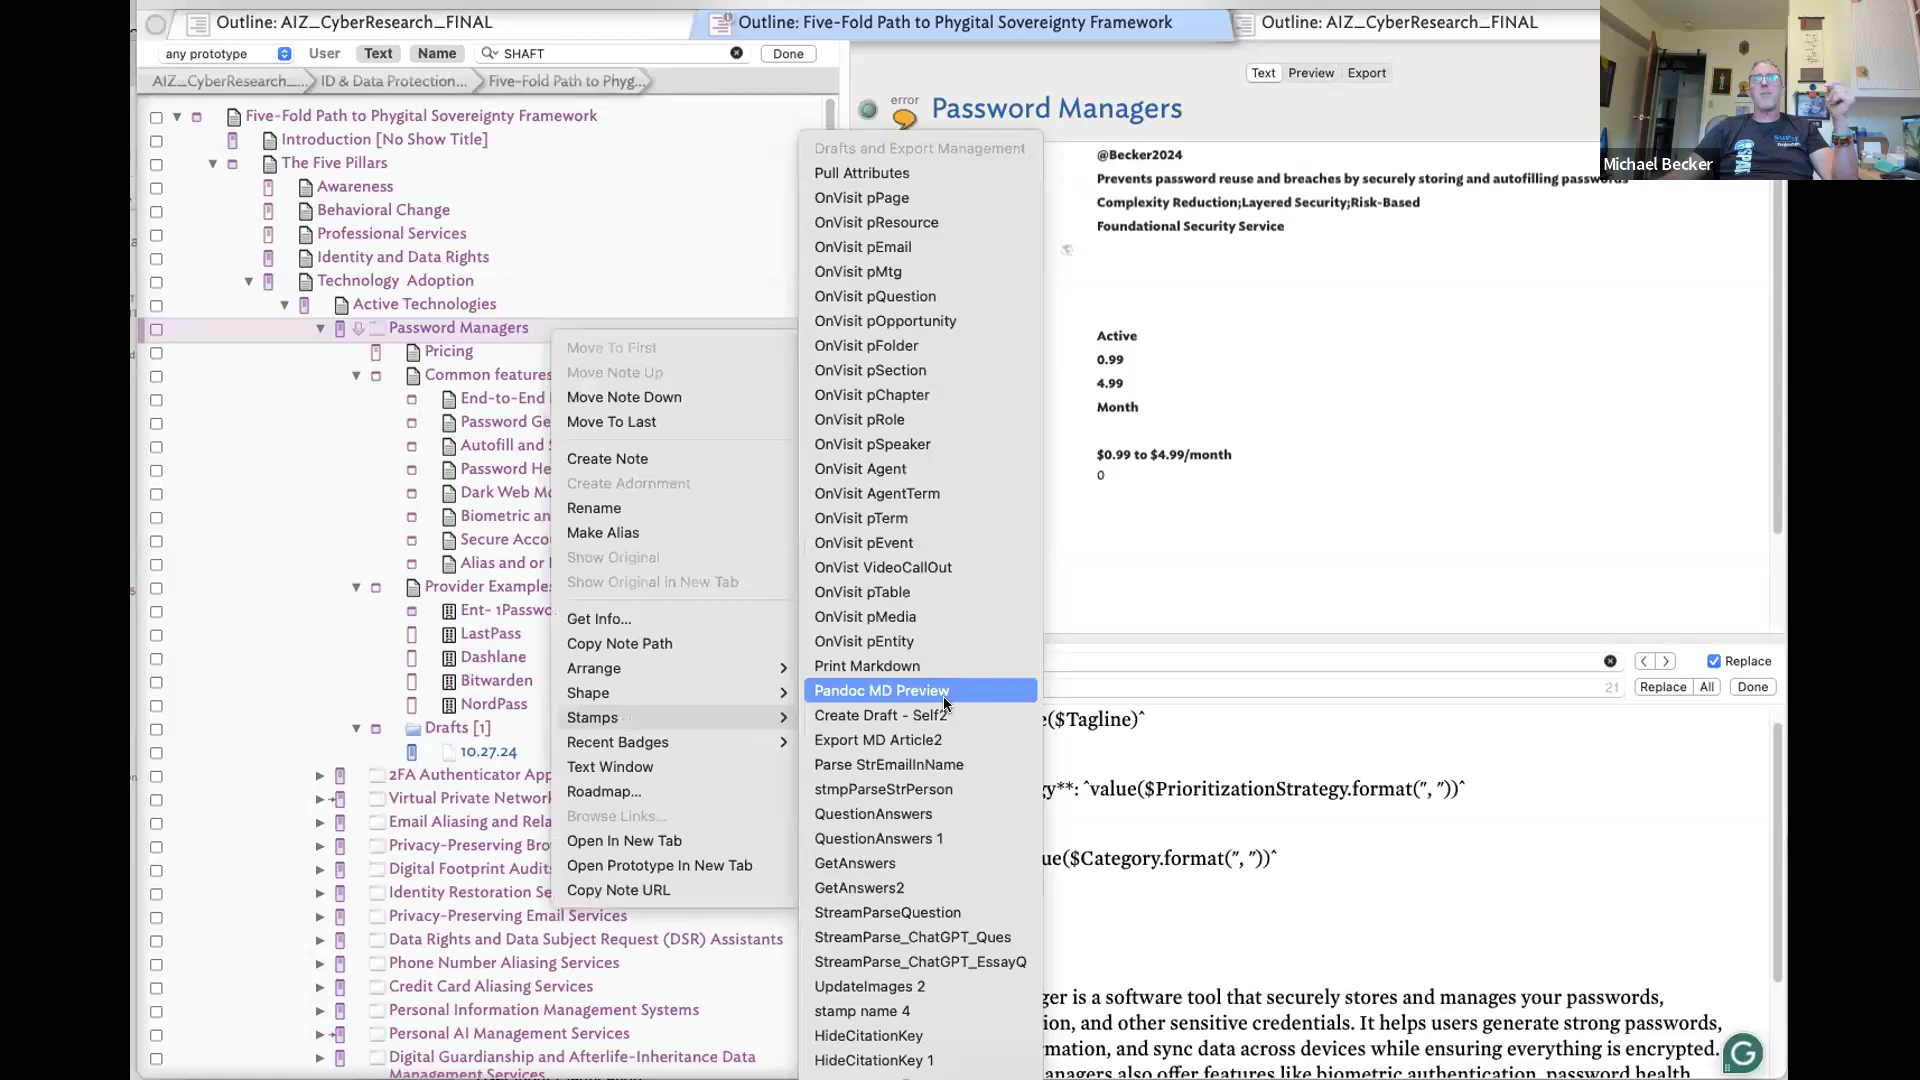 Outline: AIZ_CyberResearch_FINAL
Outline: Five-Fold Path to Phygital Sovereignty Framework
Outline: AIZ_CyberResearch_FINAL
any prototype
User
Text
Name
SHAFT
Done
AIZ_CyberResearch_...
ID & Data Protection...
Five-Fold Path to Phyg...
Five-Fold Path to Phygital Sovereignty Framework
Introduction [No Show Title]
The Five Pillars
Awareness
Behavioral Change
Professional Services
Identity and Data Rights
Technology Adoption
Active Technologies
Password Managers
Pricing
Common features
End-to-End
Password Ge
Autofill and
Password He
Dark Web Mo
Biometric an
Secure Acco
Alias and or
Provider Examples
Ent- 1Passwo
LastPass
Dashlane
Bitwarden
NordPass
Drafts [1]
10.27.24
2FA Authenticator App
Virtual Private Network
Email Aliasing and Rela
Privacy-Preserving Bro
Digital Footprint Audits
Identity Restoration Se
Privacy-Preserving Email Services
Data Rights and Data Subject Request (DSR) Assistants
Phone Number Aliasing Services
Credit Card Aliasing Services
Personal Information Management Systems
Personal AI Management Services
Digital Guardianship and Afterlife-Inheritance Data
Management Services
Move To First
Move Note Up
Move Note Down
Move To Last
Create Note
Create Adornment
Rename
Make Alias
Show Original
Show Original in New Tab
Get Info...
Copy Note Path
Arrange
Shape
Stamps
Recent Badges
Text Window
Roadmap...
Browse Links...
Open In New Tab
Open Prototype In New Tab
Copy Note URL
Drafts and Export Management
Pull Attributes
OnVisit pPage
OnVisit pResource
OnVisit pEmail
OnVisit pMtg
OnVisit pQuestion
OnVisit pOpportunity
OnVisit pFolder
OnVisit pSection
OnVisit pChapter
OnVisit pRole
OnVisit pSpeaker
OnVisit Agent
OnVisit AgentTerm
OnVisit pTerm
OnVisit pEvent
OnVist VideoCallOut
OnVisit pTable
OnVisit pMedia
OnVisit pEntity
Print Markdown
Pandoc MD Preview
Create Draft - Self2
Export MD Article2
Parse StrEmailInName
stmpParseStrPerson
QuestionAnswers
QuestionAnswers 1
GetAnswers
GetAnswers2
StreamParseQuestion
StreamParse_ChatGPT_Ques
StreamParse_ChatGPT_EssayQ
UpdateImages 2
stamp name 4
HideCitationKey
HideCitationKey 1
Text
Preview
Export
error
Password Managers
@Becker2024
Prevents password reuse and breaches by securely storing and autofilling passwords
Complexity Reduction;Layered Security;Risk-Based
Foundational Security Service
Active
0.99
4.99
Month
$0.99 to $4.99/month
0
Replace
21
Replace
All
Done
e($Tagline)^
gy**: ^value($PrioritizationStrategy.format(", "))^
ue($Category.format(", "))^
ger is a software tool that securely stores and manages your passwords,
ion, and other sensitive credentials. It helps users generate strong passwords,
mation, and sync data across devices while ensuring everything is encrypted.
anagers also offer features like biometric authentication, password health
Michael Becker